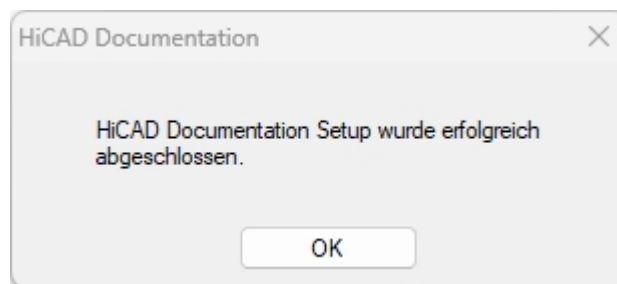 HiCAD Documentation
HiCAD Documentation Setup wurde erfolgreich
abgeschlossen.
OK